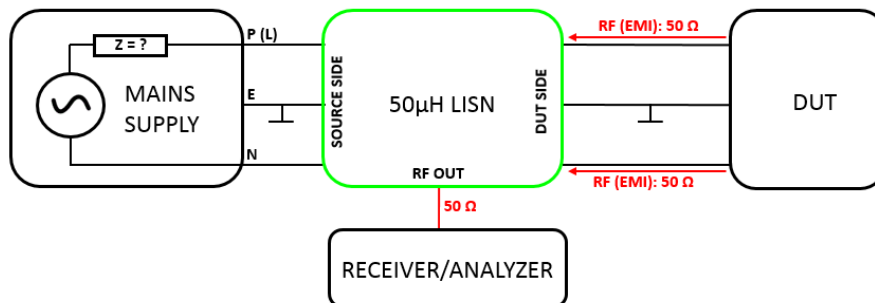 P (L)
RF (EMI): 50 Ω
Z = ?
SOURCE SIDE
DUT SIDE
MAINS
SUPPLY
E
50µH LISN
DUT
N
RF OUT
RF (EMI): 50 Ω
50 Ω
RECEIVER/ANALYZER